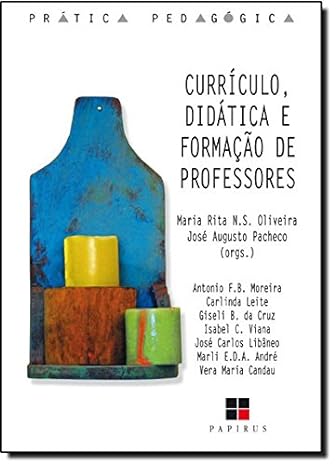 PRÁTICA PEDAGÓGICA
CURRÍCULO,
DIDÁTICA E
FORMAÇÃO DE
PROFESSORES
Maria Rita N.S. Oliveira
José Augusto Pacheco
(orgs.)
Antonio F.B. Moreira
Carlinda Leite
Giseli B. da Cruz
Isabel C. Viana
José Carlos Libâneo
Marli E.D.A. André
Vera Maria Candau
PAPIRUS